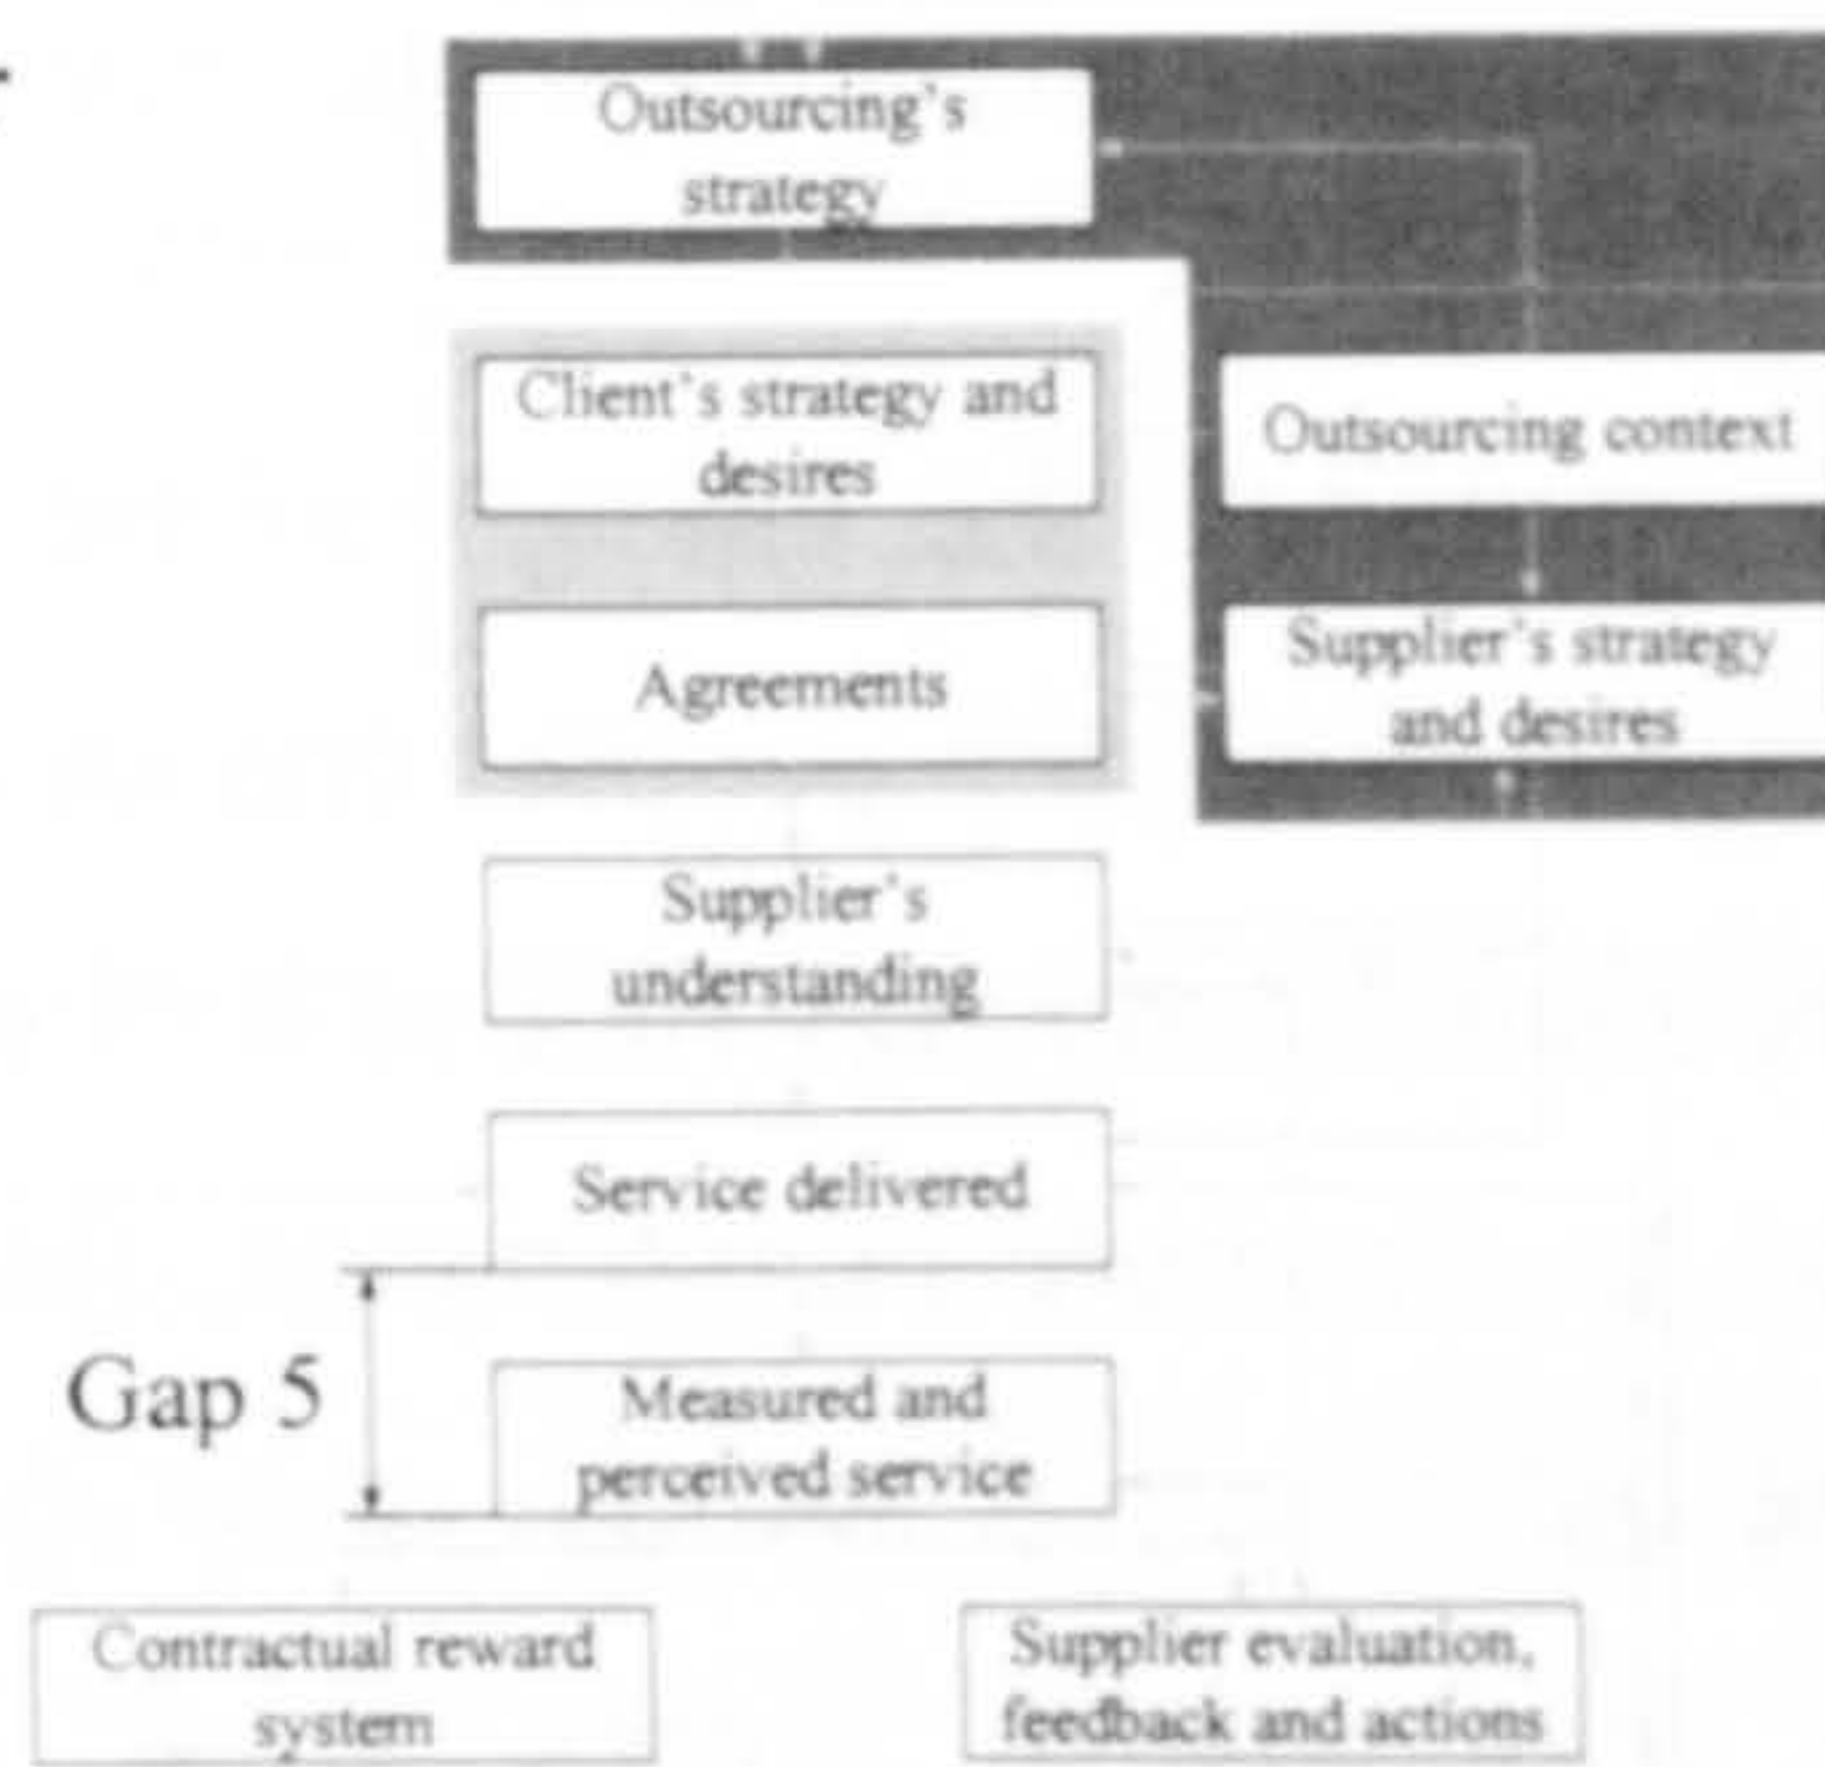 Outsourcing's
strategy
Client's strategy and
desires
Outsourcing context
Agreements
Supplier's strategy
and desires
Supplier's
understanding
Service delivered
Gap 5
Measured and
perceived service
Contractual reward
system
Supplier evaluation,
feedback and actions